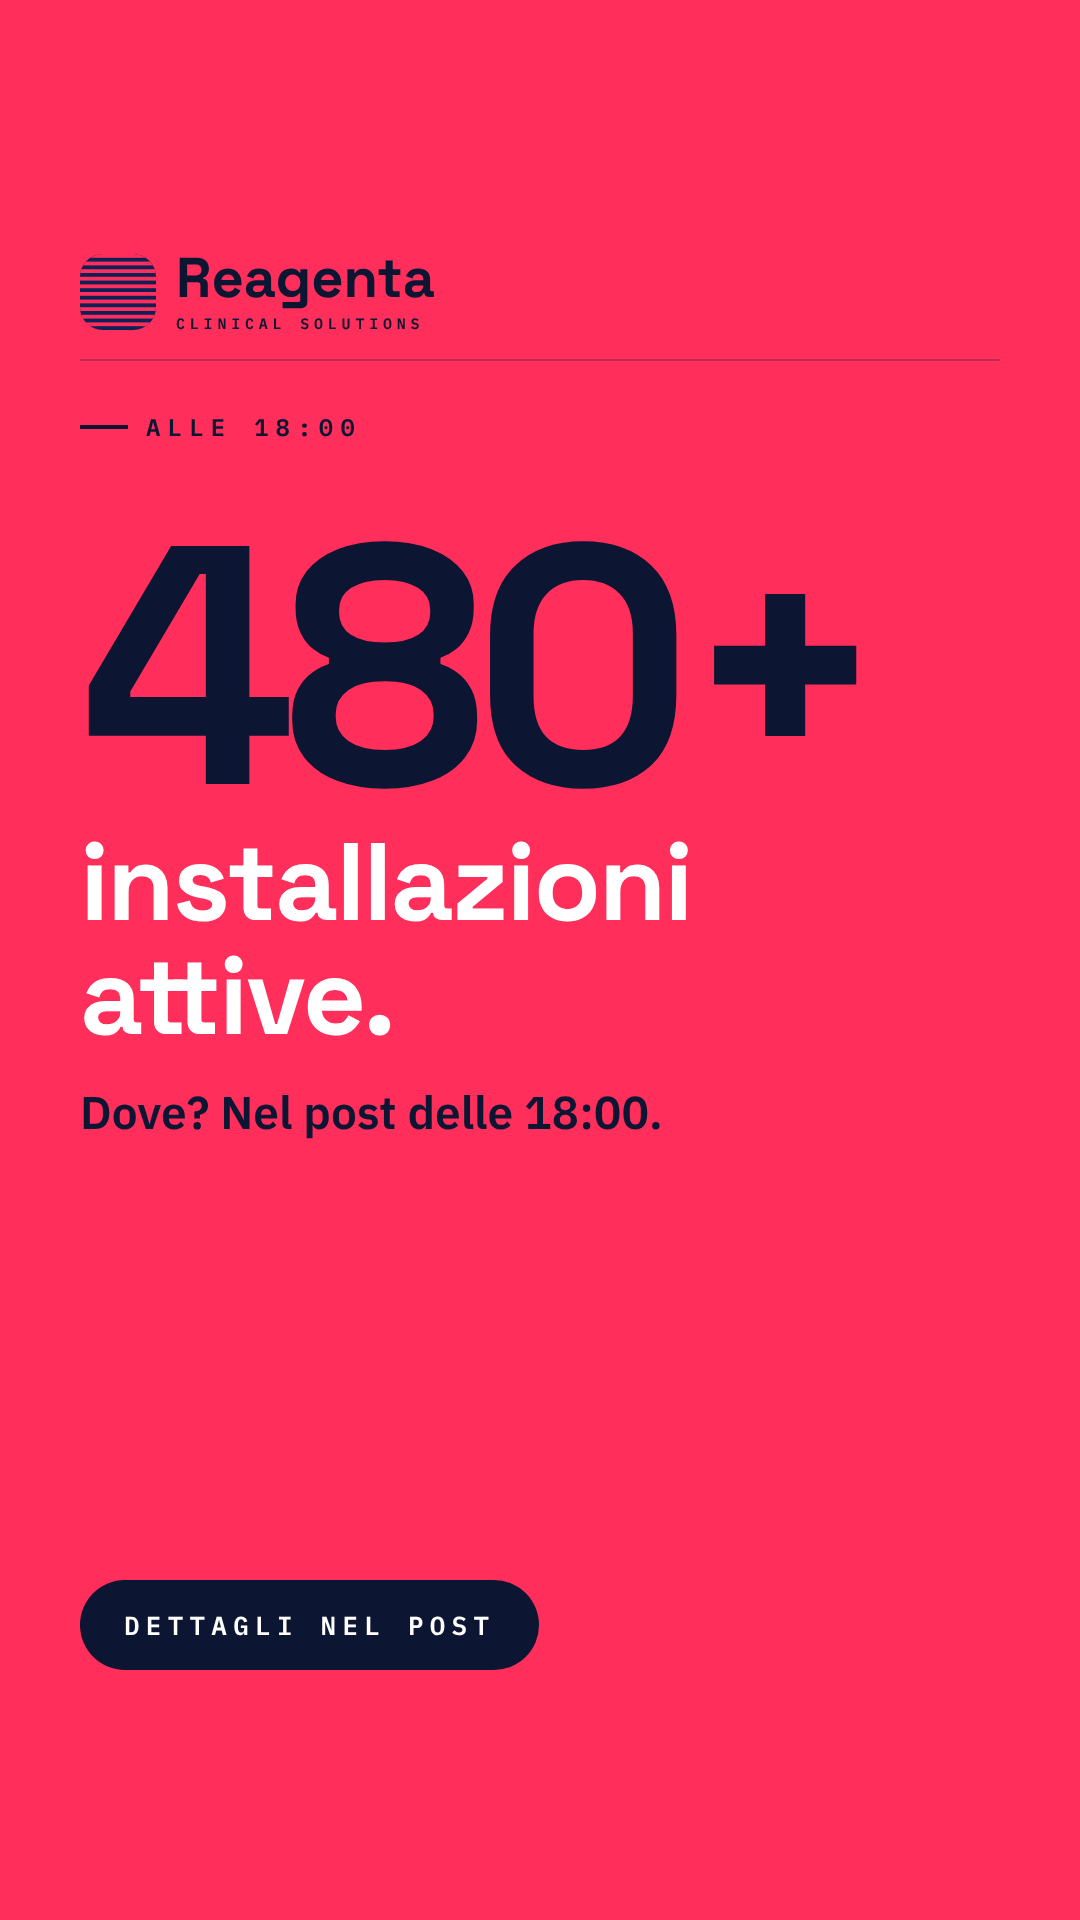 Reagenta
CLINICAL SOLUTIONS
ALLE 18:00
480+
installazioni
attive.
Dove? Nel post delle 18:00.
DETTAGLI NEL POST